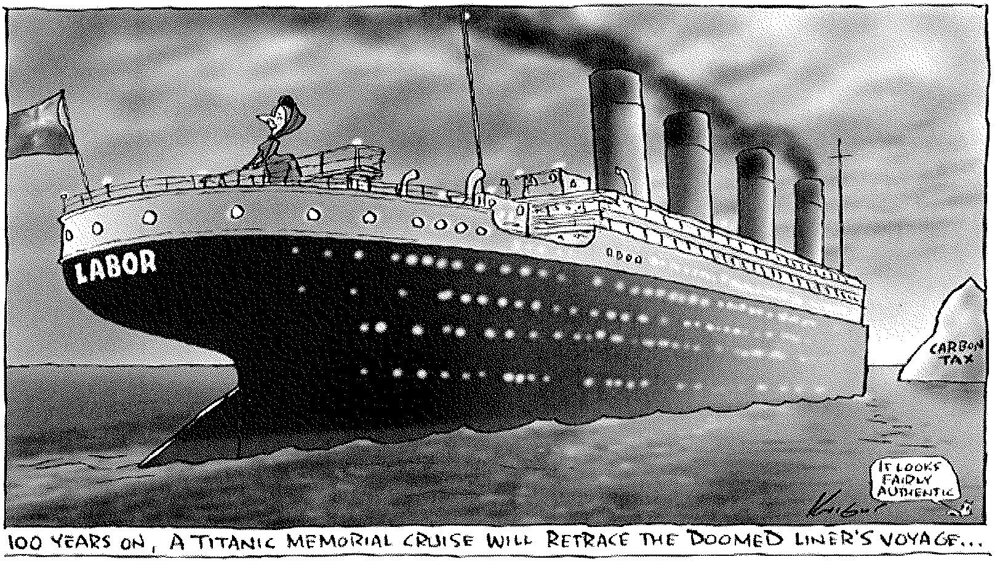 LABOR
CARBON
TAX
IT LOOKS
FAIRLY
AUTHENTIC
Knight
100 YEARS ON, A TITANIC MEMORIAL CRUISE WILL RETRACE THE DOOMED LINER'S VOYAGE...